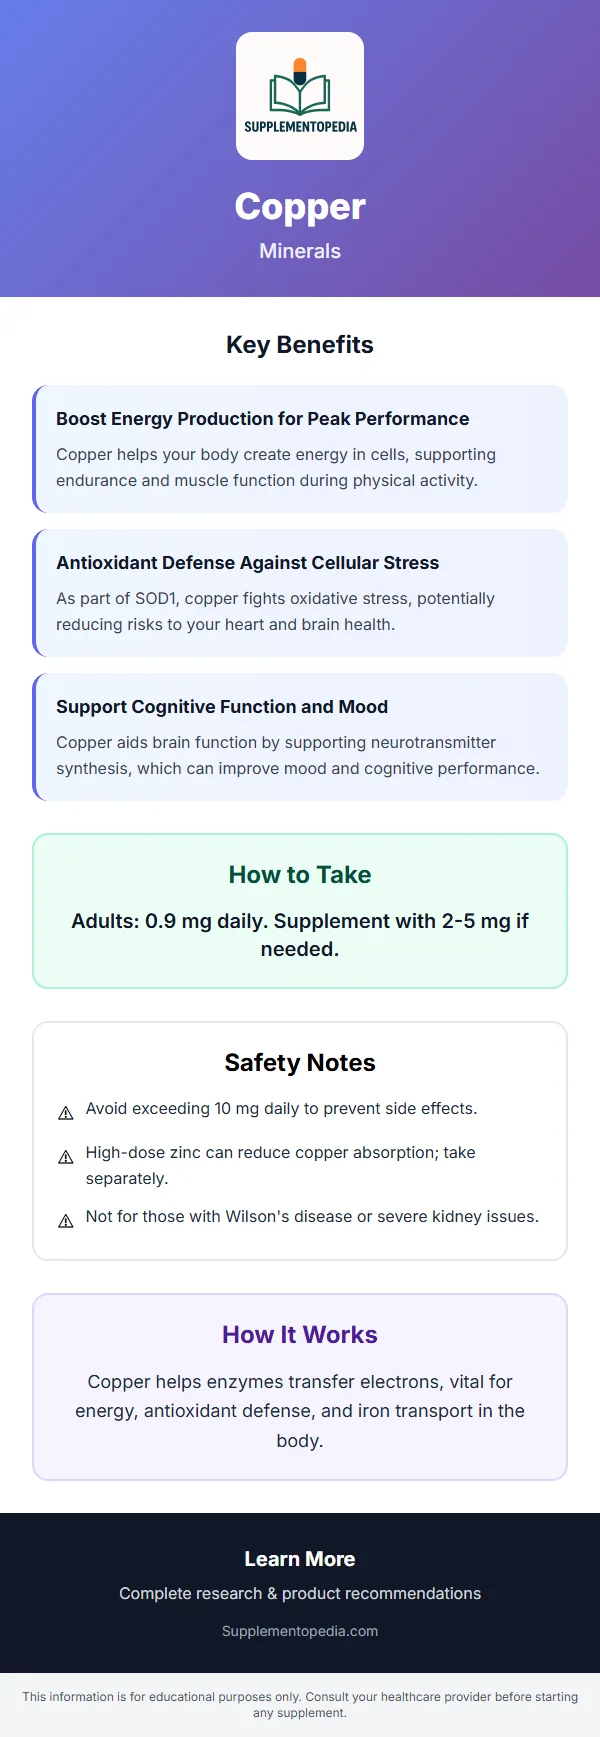 SUPPLEMENTOPEDIA
Copper
Minerals
Key Benefits
Boost Energy Production for Peak Performance
Copper helps your body create energy in cells, supporting
endurance and muscle function during physical activity.
Antioxidant Defense Against Cellular Stress
As part of SOD1, copper fights oxidative stress, potentially
reducing risks to your heart and brain health.
Support Cognitive Function and Mood
Copper aids brain function by supporting neurotransmitter
synthesis, which can improve mood and cognitive performance.
How to Take
Adults: 0.9 mg daily. Supplement with 2-5 mg if
needed.
Safety Notes
⚠ Avoid exceeding 10 mg daily to prevent side effects.
⚠ High-dose zinc can reduce copper absorption; take
separately.
⚠ Not for those with Wilson's disease or severe kidney issues.
How It Works
Copper helps enzymes transfer electrons, vital for
energy, antioxidant defense, and iron transport in the
body.
Learn More
Complete research & product recommendations
Supplementopedia.com
This information is for educational purposes only. Consult your healthcare provider before starting
any supplement.